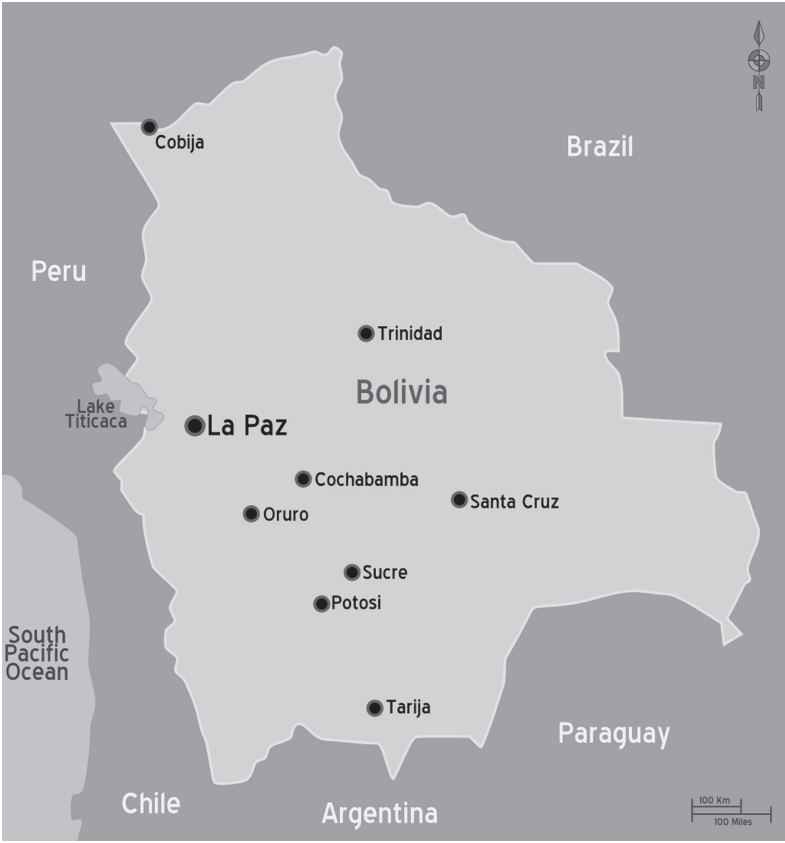 N
Cobija
Brazil
Peru
Trinidad
Bolivia
Lake
Titicaca
La Paz
Cochabamba
Santa Cruz
Oruro
Sucre
Potosi
South
Pacific
Ocean
Tarija
Paraguay
Chile
Argentina
100 Km
100 Miles